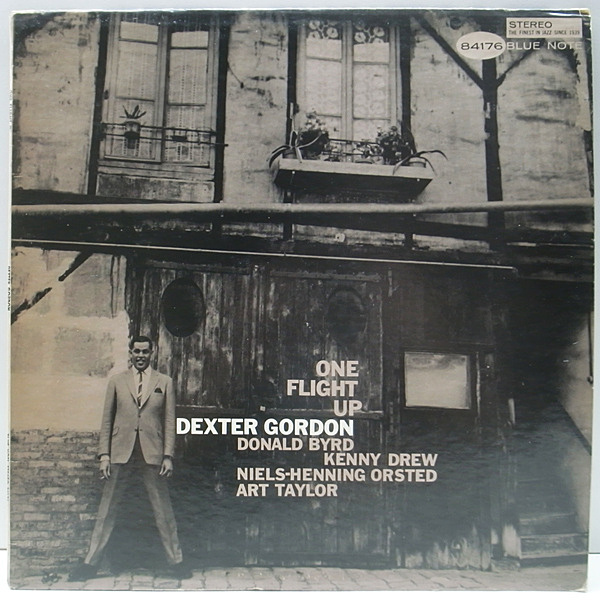 STEREO
THE FINEST IN JAZZ SINCE 1939
84176 BLUE NOTE
ONE
FLIGHT
UP
DEXTER GORDON
DONALD BYRD
KENNY DREW
NIELS-HENNING ORSTED
ART TAYLOR